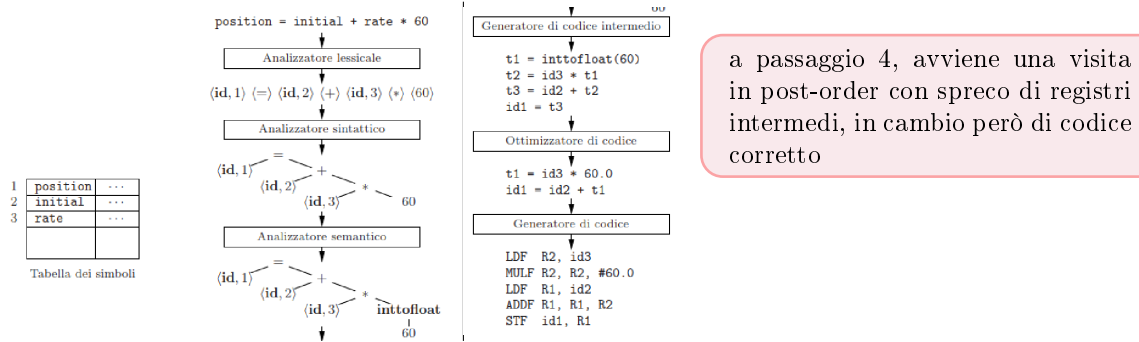 1 position ...
2 initial ...
3 rate ...
Tabella dei simboli
position = initial + rate * 60
Analizzatore lessicale
⟨id, 1⟩ ⟨=⟩ ⟨id, 2⟩ ⟨+⟩ ⟨id, 3⟩ ⟨*⟩ ⟨60⟩
Analizzatore sintattico
=
⟨id, 1⟩ +
⟨id, 2⟩ *
⟨id, 3⟩ 60
Analizzatore semantico
=
⟨id, 1⟩ +
⟨id, 2⟩ *
⟨id, 3⟩ inttofloat
60
60
Generatore di codice intermedio
t1 = inttofloat(60)
t2 = id3 * t1
t3 = id2 + t2
id1 = t3
Ottimizzatore di codice
t1 = id3 * 60.0
id1 = id2 + t1
Generatore di codice
LDF R2, id3
MULF R2, R2, #60.0
LDF R1, id2
ADDF R1, R1, R2
STF id1, R1
a passaggio 4, avviene una visita
in post-order con spreco di registri
intermedi, in cambio però di codice
corretto